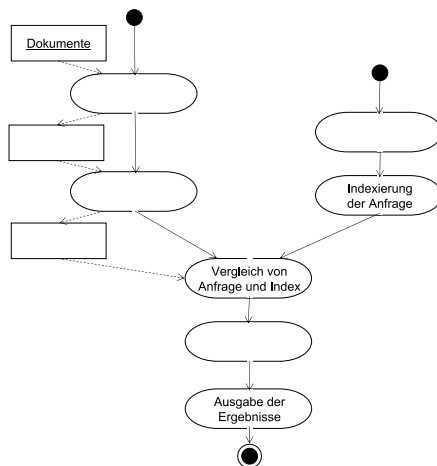 Dokumente
Indexierung
der Anfrage
Vergleich von
Anfrage und Index
Ausgabe der
Ergebnisse